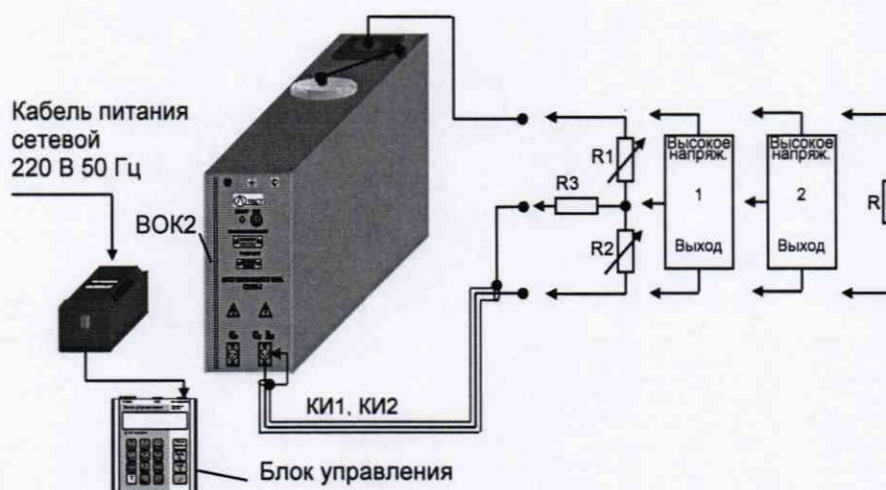 Кабель питания
сетевой
220 В 50 Гц
ВОК2
R1
R3
R2
Высокое
напряж.
1
Выход
Высокое
напряж.
2
Выход
R
КИ1, КИ2
Блок управления